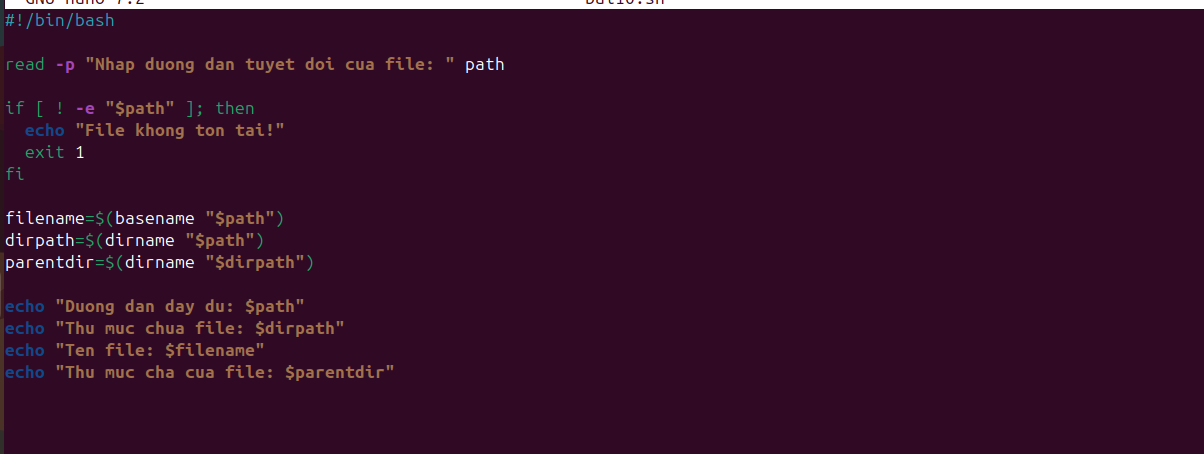 #!/bin/bash
read -p "Nhap duong dan tuyet doi cua file: " path
if [ ! -e "$path" ]; then
  echo "File khong ton tai!"
  exit 1
fi
filename=$(basename "$path")
dirpath=$(dirname "$path")
parentdir=$(dirname "$dirpath")
echo "Duong dan day du: $path"
echo "Thu muc chua file: $dirpath"
echo "Ten file: $filename"
echo "Thu muc cha cua file: $parentdir"